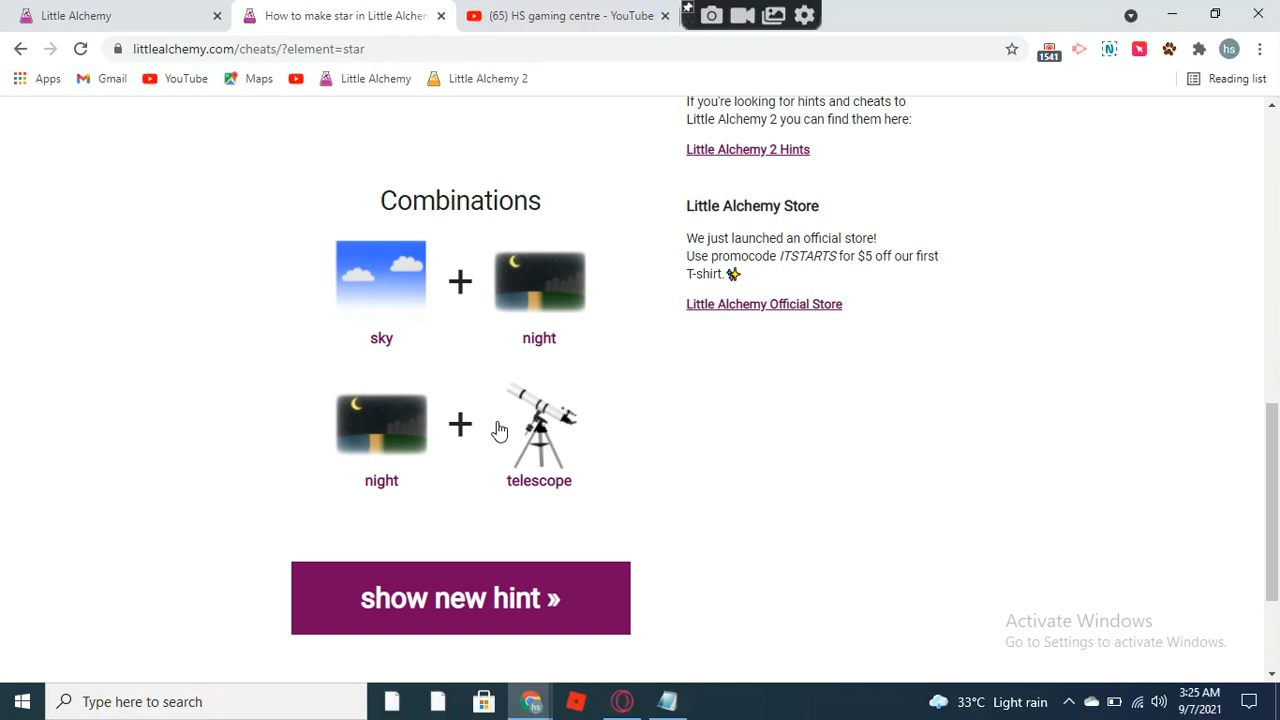 Little Alc
How to make star in Little Alchem
(65) HS gaming centre - YouTube
littlealchemy.com/cheats/?element=star
hs
1541
Apps
Gmail
YouTube
Maps
Little Alchemy
Little Alchemy 2
Reading list
If you're looking for hints and cheats to
Little Alchemy 2 you can find them here:
Little Alchemy 2 Hints
Combinations
Little Alchemy Store
We just launched an official store!
Use promocode ITSTARTS for $5 off our first
T-shirt.✨
Little Alchemy Official Store
+
sky
night
+
night
telescope
show new hint »
Activate Windows
Go to Settings to activate Windows.
Type here to search
hs
33°C Light rain
3:25 AM
9/7/2021